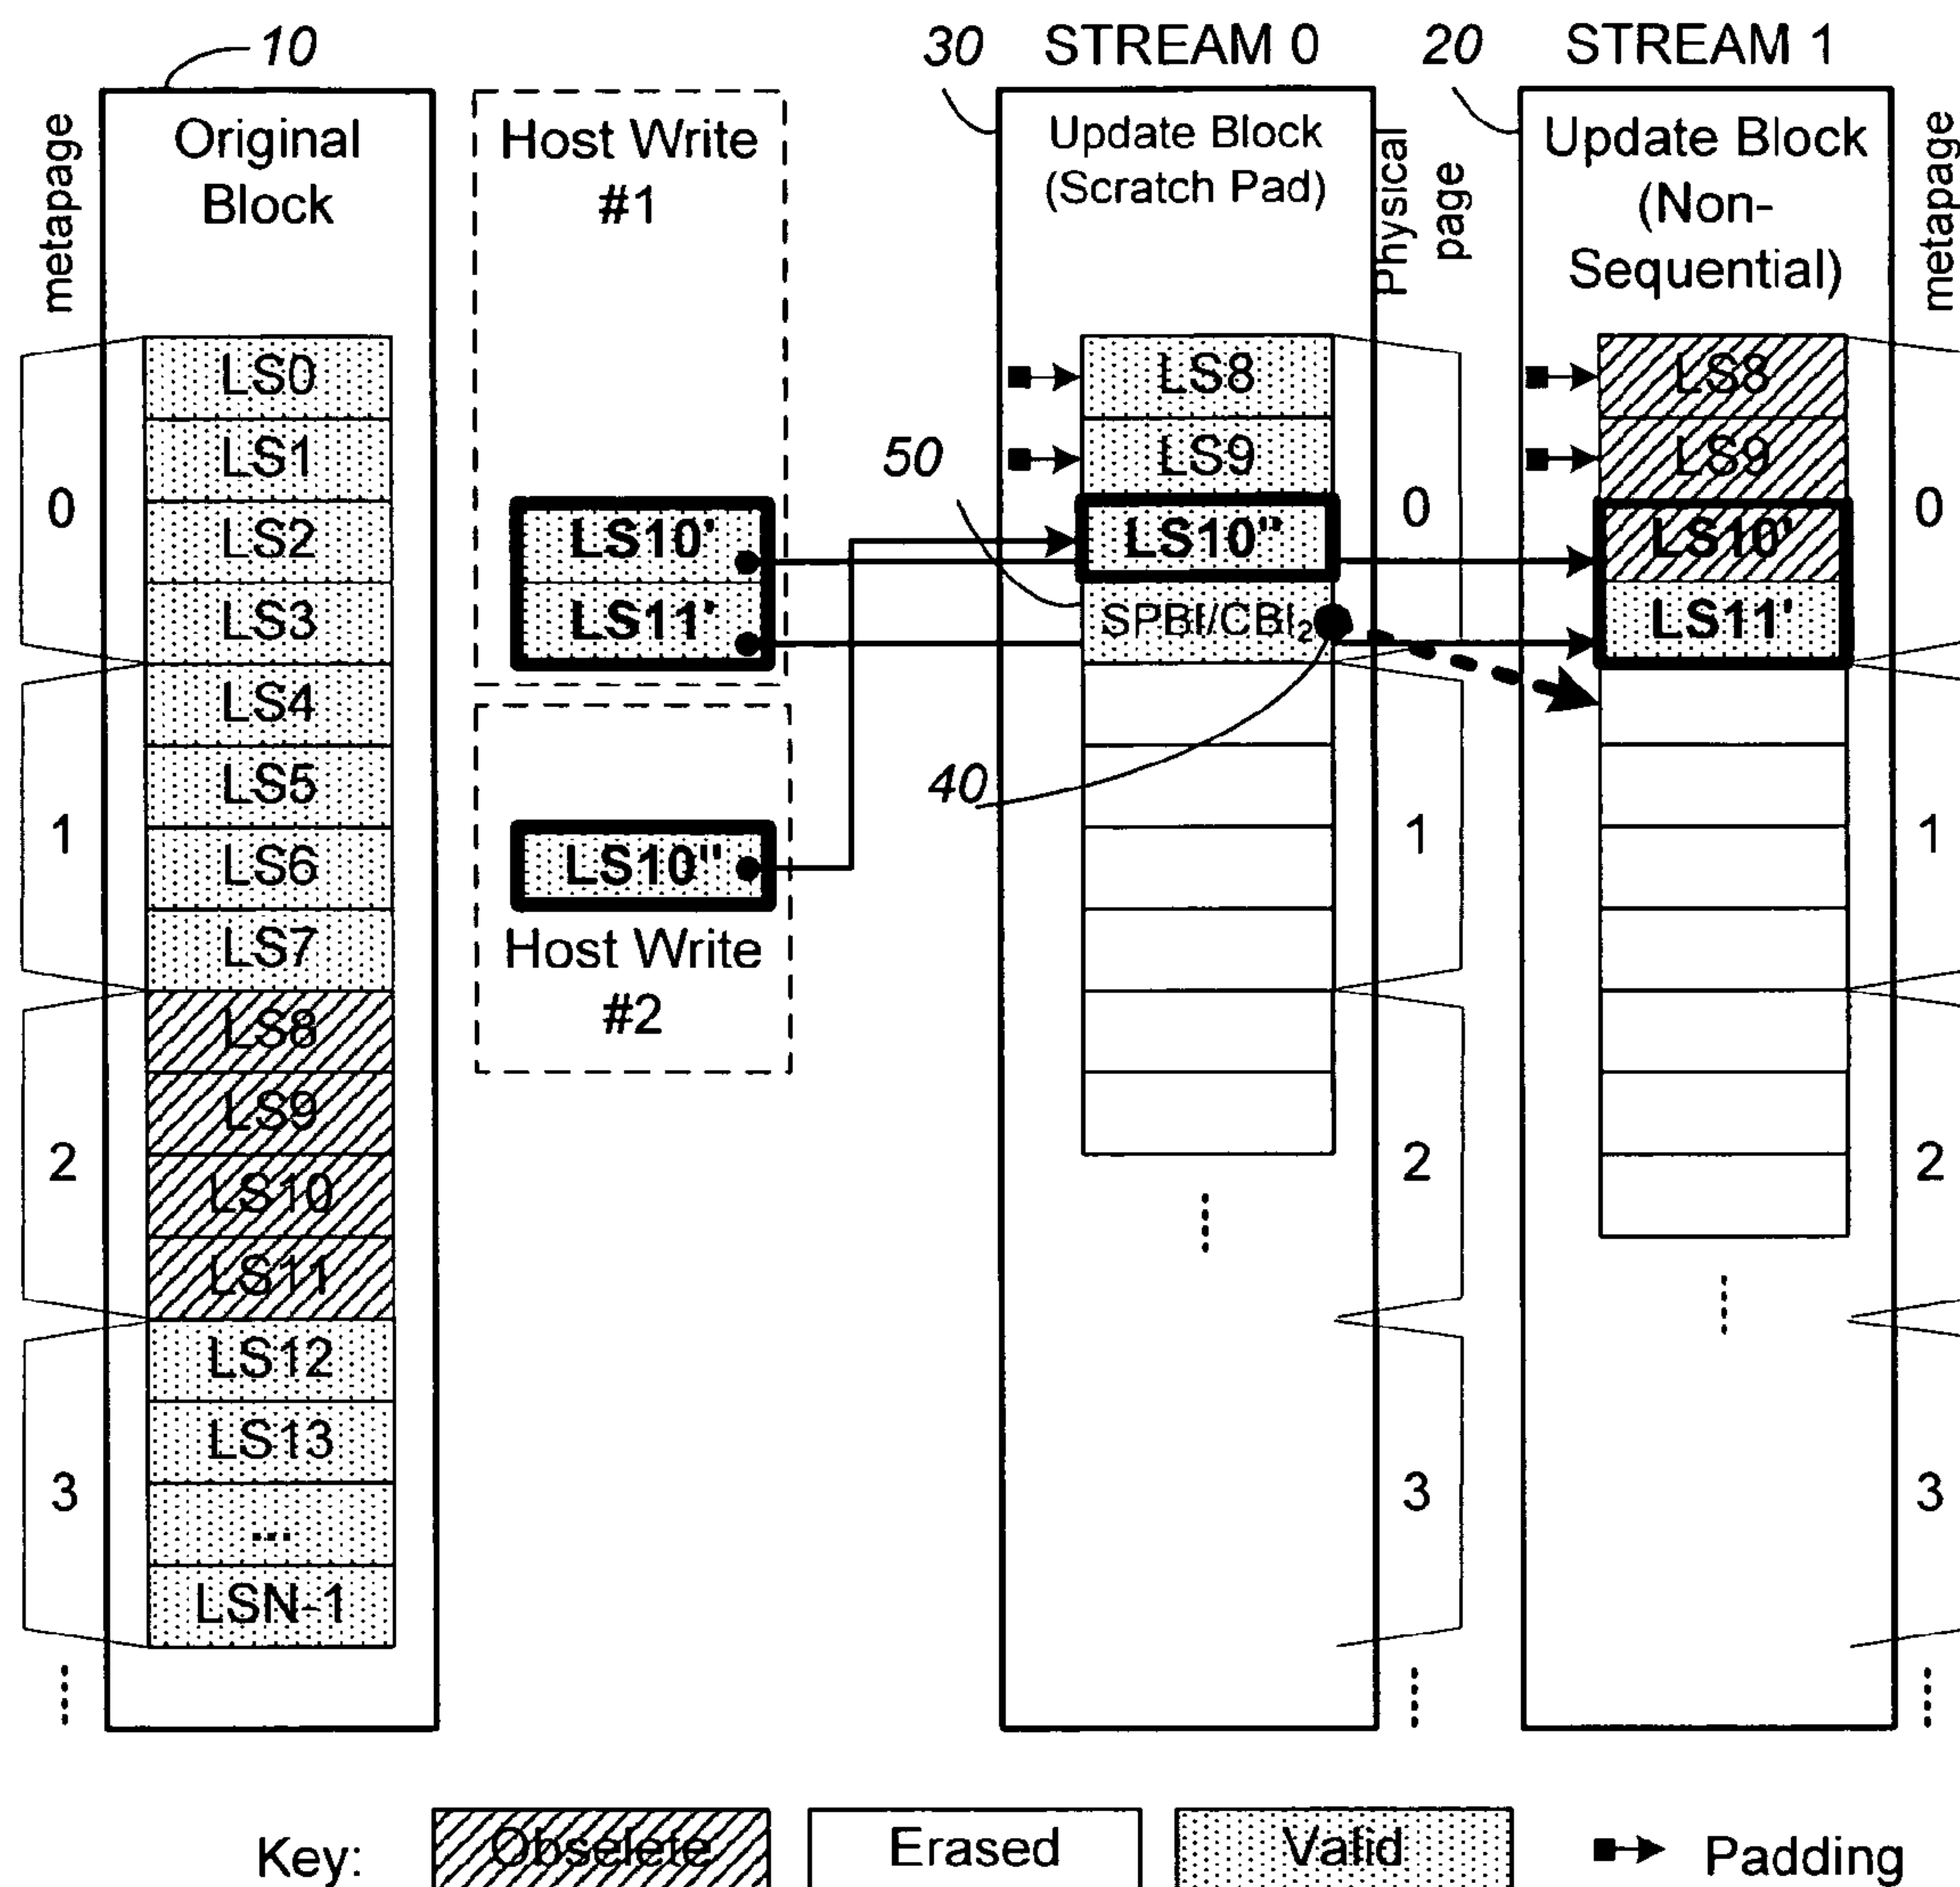 10
30
STREAM 0
20
STREAM 1
metapage
Original
Block
Host Write
#1
Update Block
(Scratch Pad)
Physical
page
Update Block
(Non-
Sequential)
metapage
0
1
2
3
LS0
LS1
LS2
LS3
LS4
LS5
LS6
LS7
LS8
LS9
LS10
LS11
LS12
LS13
...
LSN-1
LS10'
LS11'
LS10"
Host Write
#2
50
40
LS8
LS9
LS10"
SPBI/CBI₂
0
1
2
3
LS8
LS9
LS10'
LS11'
0
1
2
3
Key:
Obselete
Erased
Valid
Padding